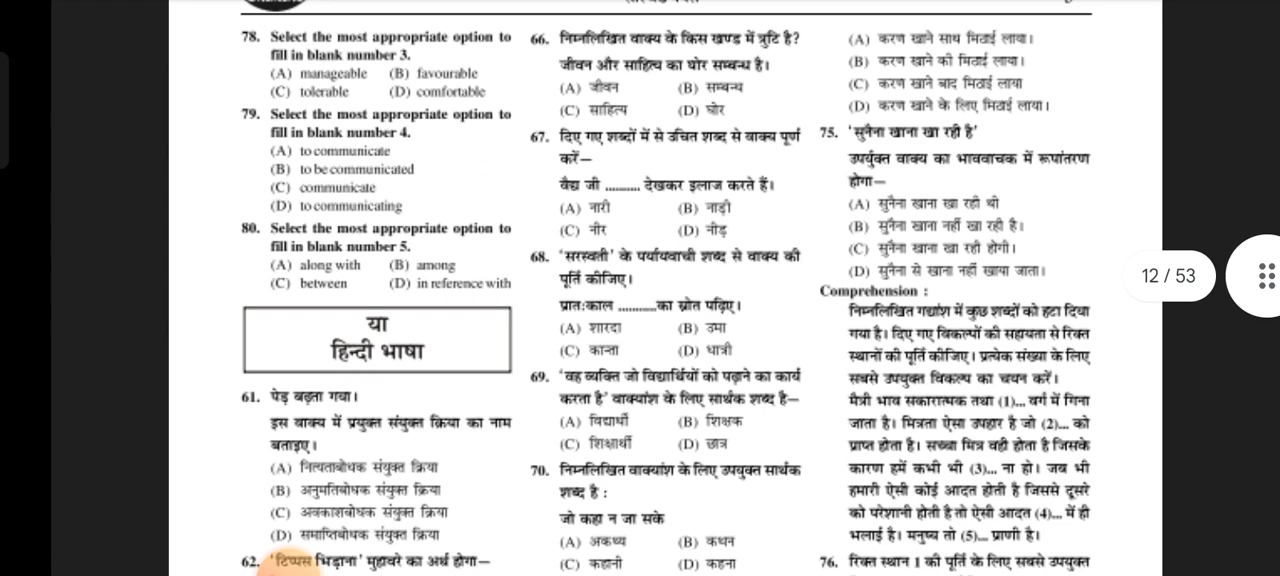 78. Select the most appropriate option to
fill in blank number 3.
(A) manageable (B) favourable
(C) tolerable (D) comfortable
79. Select the most appropriate option to
fill in blank number 4.
(A) to communicate
(B) to be communicated
(C) communicate
(D) to communicating
80. Select the most appropriate option to
fill in blank number 5.
(A) along with (B) among
(C) between (D) in reference with
या
हिन्दी भाषा
61. पेड़ बढ़ता गया।
इस वाक्य में प्रयुक्त संयुक्त क्रिया का नाम
बताइए।
(A) नित्यताबोधक संयुक्त क्रिया
(B) अनुमतिबोधक संयुक्त क्रिया
(C) अवकाशबोधक संयुक्त क्रिया
(D) समाप्तिबोधक संयुक्त क्रिया
62. 'टिप्पस भिड़ाना' मुहावरे का अर्थ होगा—
66. निम्नलिखित वाक्य के किस खण्ड में त्रुटि है?
जीवन और साहित्य का घोर सम्बन्ध है।
(A) जीवन (B) सम्बन्ध
(C) साहित्य (D) घोर
67. दिए गए शब्दों में से उचित शब्द से वाक्य पूर्ण
करें—
वैद्य जी .......... देखकर इलाज करते हैं।
(A) नारी (B) नाड़ी
(C) नीर (D) नीड़
68. 'सरस्वती' के पर्यायवाची शब्द से वाक्य की
पूर्ति कीजिए।
प्रातःकाल ...........का स्रोत पढ़िए।
(A) शारदा (B) उमा
(C) कान्ता (D) धात्री
69. 'वह व्यक्ति जो विद्यार्थियों को पढ़ाने का कार्य
करता है' वाक्यांश के लिए सार्थक शब्द है—
(A) विद्यार्थी (B) शिक्षक
(C) शिक्षार्थी (D) छात्र
70. निम्नलिखित वाक्यांश के लिए उपयुक्त सार्थक
शब्द है :
जो कहा न जा सके
(A) अकथ्य (B) कथन
(C) कहानी (D) कहना
(A) करण खाने साथ मिठाई लाया।
(B) करण खाने की मिठाई लाया।
(C) करण खाने बाद मिठाई लाया
(D) करण खाने के लिए मिठाई लाया।
75. 'सुनैना खाना खा रही है'
उपर्युक्त वाक्य का भाववाचक में रूपांतरण
होगा—
(A) सुनैना खाना खा रही थी
(B) सुनैना खाना नहीं खा रही है।
(C) सुनैना खाना खा रही होगी।
(D) सुनैना से खाना नहीं खाया जाता।
Comprehension :
निम्नलिखित गद्यांश में कुछ शब्दों को हटा दिया
गया है। दिए गए विकल्पों की सहायता से रिक्त
स्थानों की पूर्ति कीजिए। प्रत्येक संख्या के लिए
सबसे उपयुक्त विकल्प का चयन करें।
मैत्री भाव सकारात्मक तथा (1)... वर्ग में गिना
जाता है। मित्रता ऐसा उपहार है जो (2)... को
प्राप्त होता है। सच्चा मित्र वही होता है जिसके
कारण हमें कभी भी (3)... ना हो। जब भी
हमारी ऐसी कोई आदत होती है जिससे दूसरे
को परेशानी होती है तो ऐसी आदत (4)... में ही
भलाई है। मनुष्य तो (5)... प्राणी है।
76. रिक्त स्थान 1 की पूर्ति के लिए सबसे उपयुक्त
12 / 53